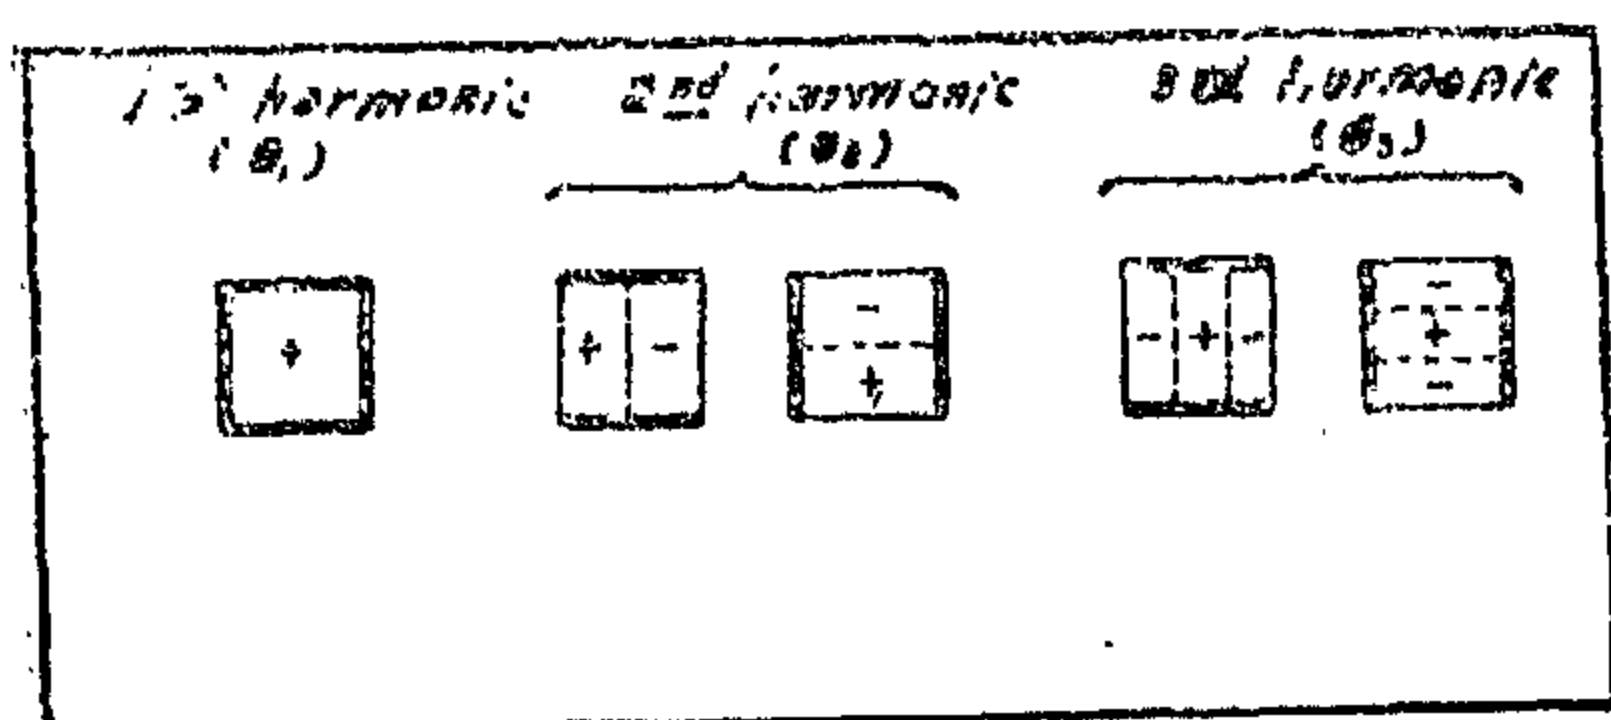 1st harmonic 2nd harmonic 3rd harmonic
(Θ₁) (Θ₂) (Θ₃)
+ + - - + - + - - + -